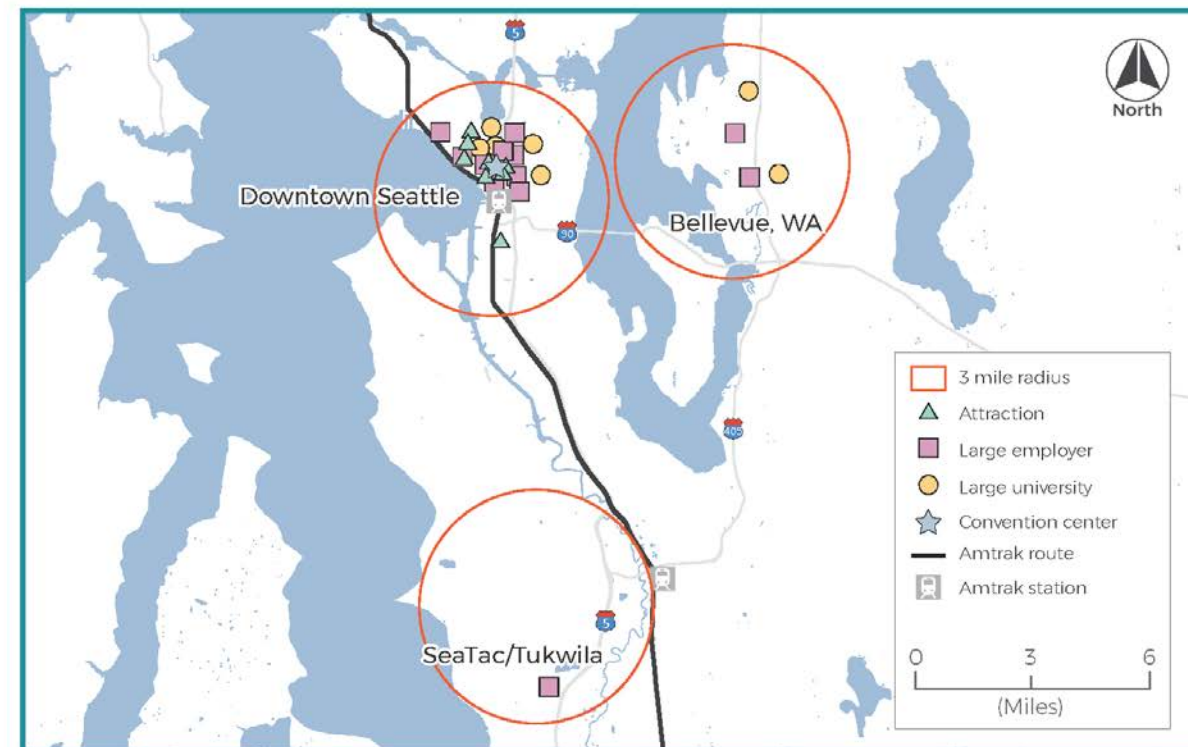 5
North
Downtown Seattle
90
Bellevue, WA
405
5
SeaTac/Tukwila
3 mile radius
Attraction
Large employer
Large university
Convention center
Amtrak route
Amtrak station
0 3 6
(Miles)